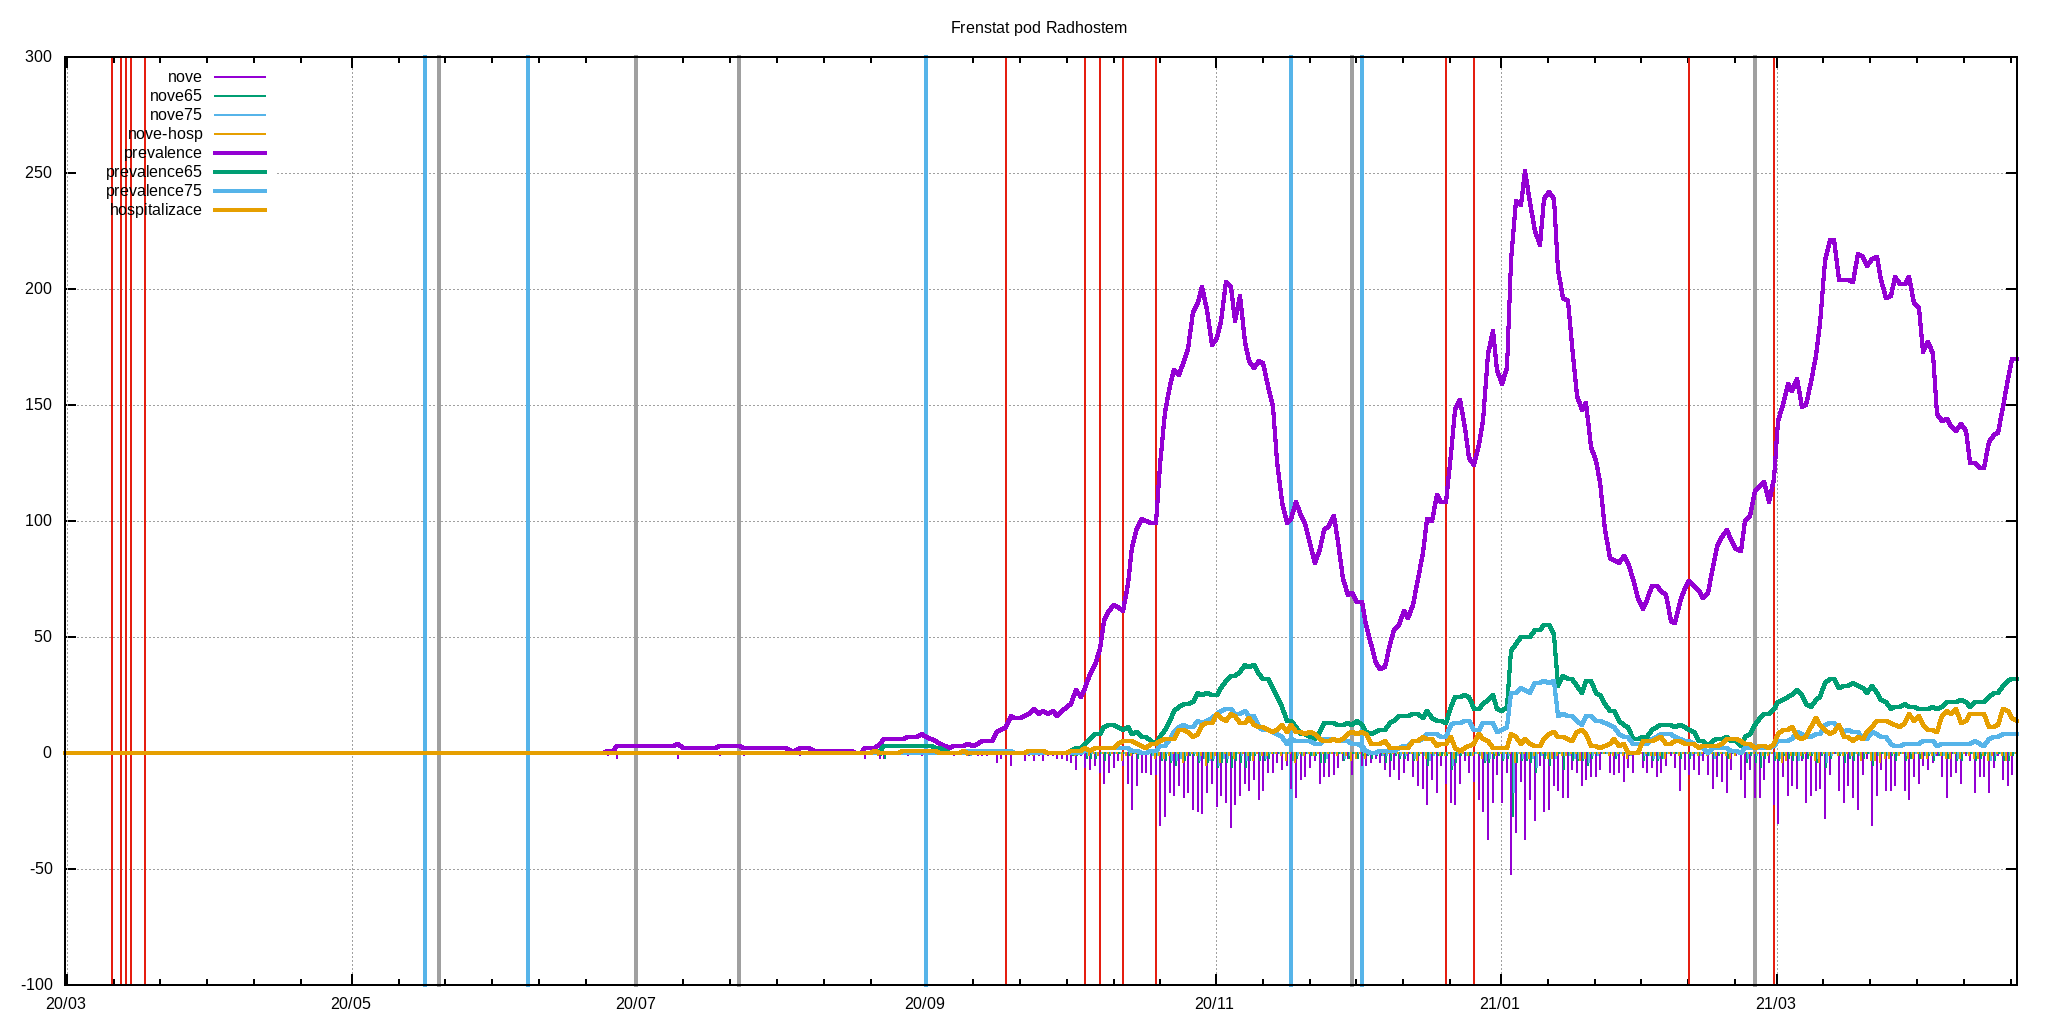 Frenstat pod Radhostem
300
250
200
150
100
50
0
-50
-100
nove
nove65
nove75
nove-hosp
prevalence
prevalence65
prevalence75
hospitalizace
20/03 20/05 20/07 20/09 20/11 21/01 21/03